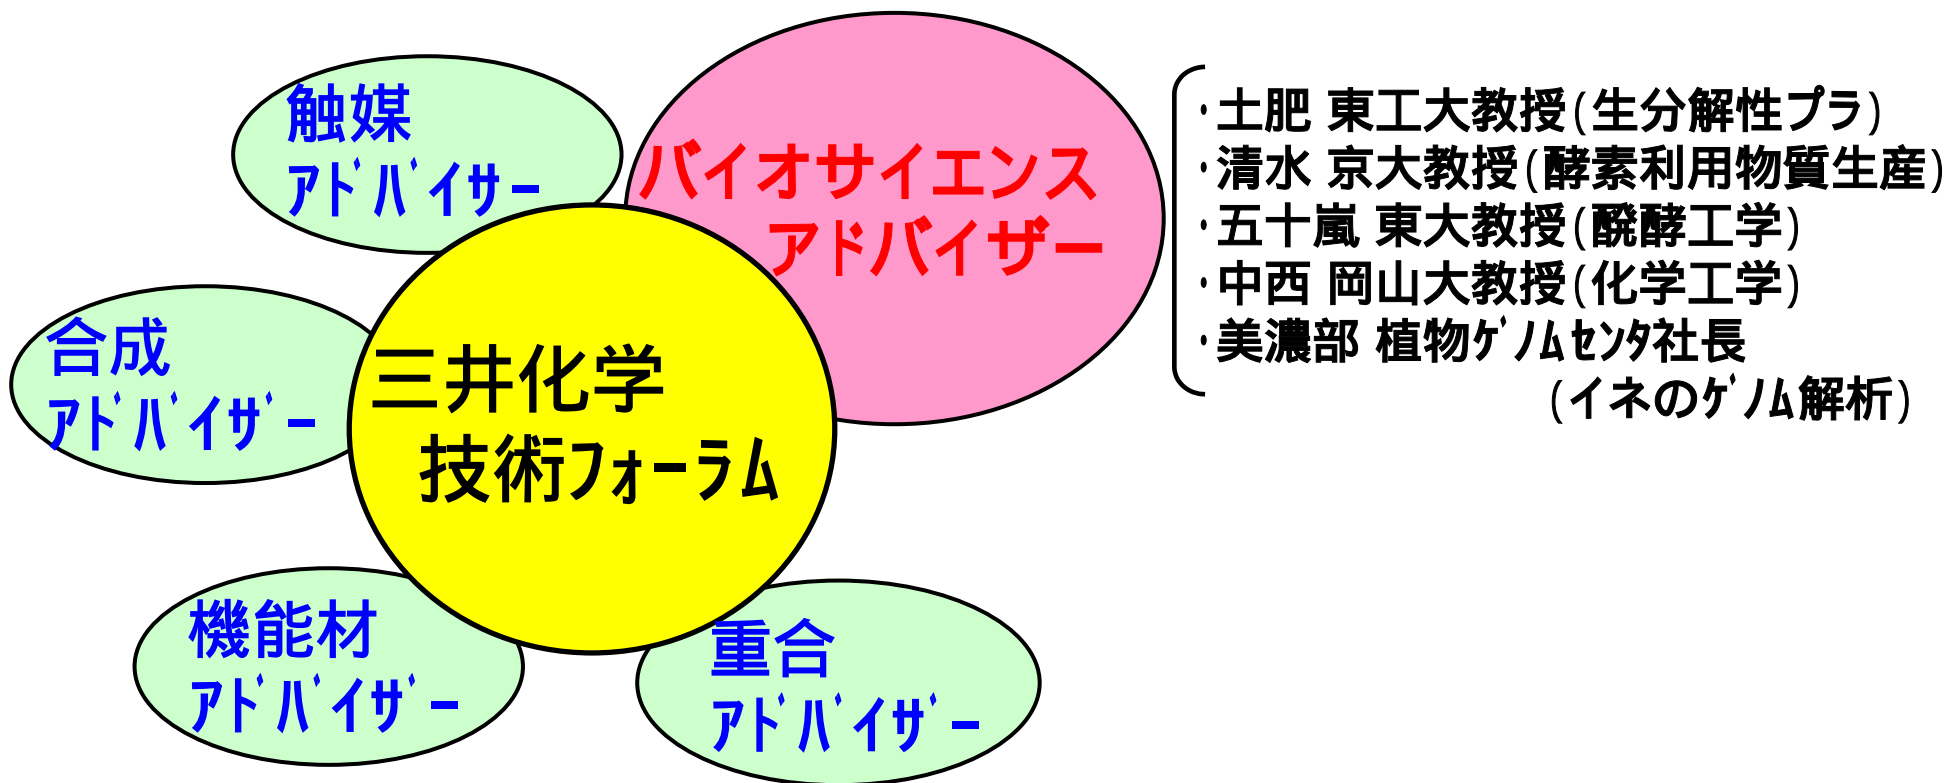 触媒
ｱﾄﾞﾊﾞｲｻﾞｰ
バイオサイエンス
アドバイザー
・土肥 東工大教授(生分解性プラ)
・清水 京大教授(酵素利用物質生産)
・五十嵐 東大教授(醗酵工学)
・中西 岡山大教授(化学工学)
・美濃部 植物ｹﾞﾉﾑｾﾝﾀ社長
(イネのｹﾞﾉﾑ解析)
合成
ｱﾄﾞﾊﾞｲｻﾞｰ
三井化学
技術ﾌｫｰﾗﾑ
機能材
ｱﾄﾞﾊﾞｲｻﾞｰ
重合
ｱﾄﾞﾊﾞｲｻﾞｰ